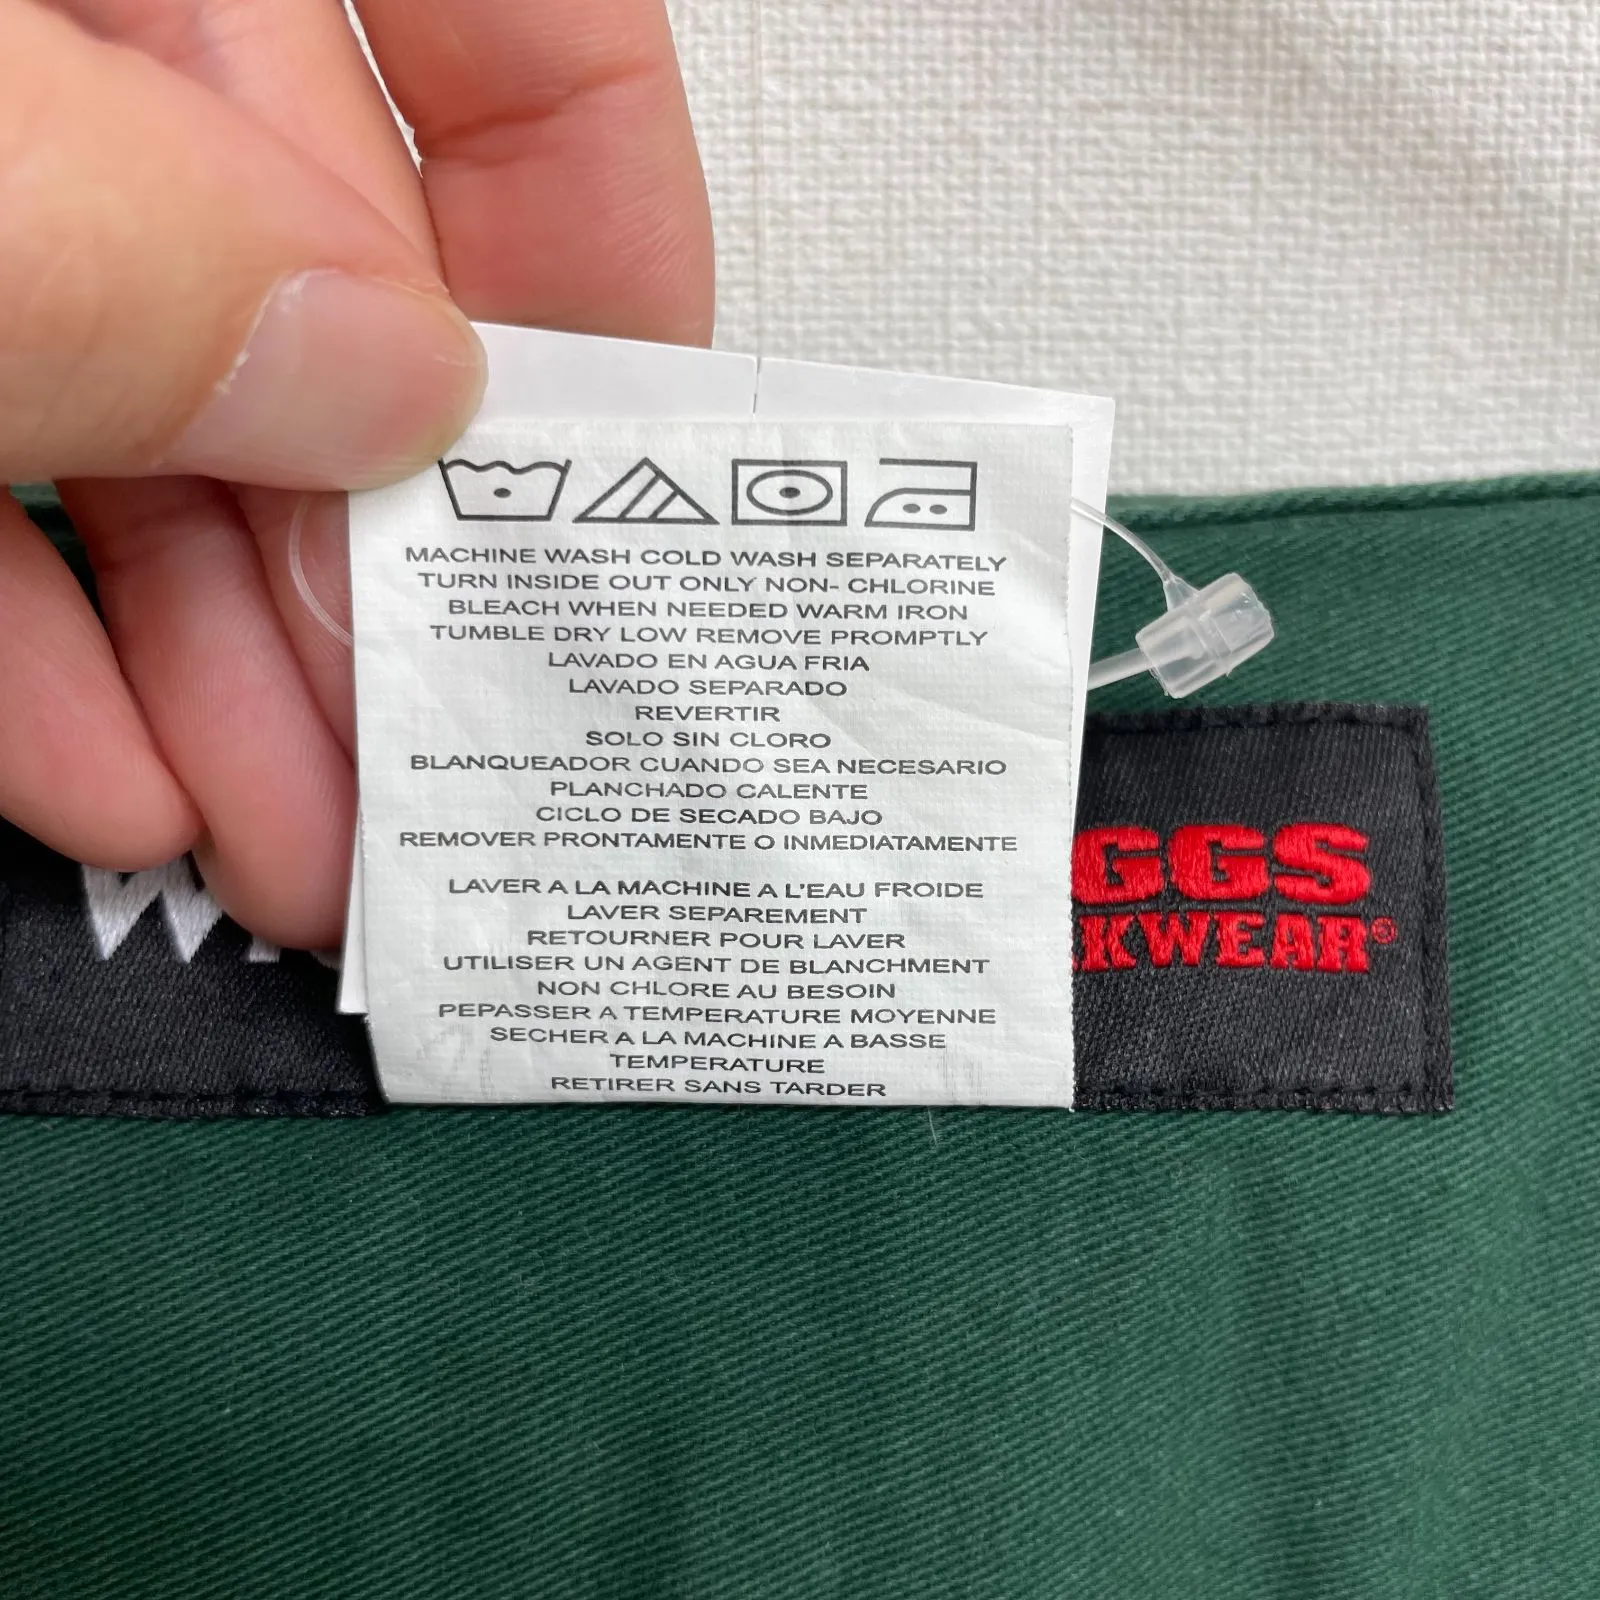 MACHINE WASH COLD WASH SEPARATELY
TURN INSIDE OUT ONLY NON- CHLORINE
BLEACH WHEN NEEDED WARM IRON
TUMBLE DRY LOW REMOVE PROMPTLY
LAVADO EN AGUA FRIA
LAVADO SEPARADO
REVERTIR
SOLO SIN CLORO
BLANQUEADOR CUANDO SEA NECESARIO
PLANCHADO CALENTE
CICLO DE SECADO BAJO
REMOVER PRONTAMENTE O INMEDIATAMENTE
LAVER A LA MACHINE A L'EAU FROIDE
LAVER SEPAREMENT
RETOURNER POUR LAVER
UTILISER UN AGENT DE BLANCHMENT
NON CHLORE AU BESOIN
PEPASSER A TEMPERATURE MOYENNE
SECHER A LA MACHINE A BASSE
TEMPERATURE
RETIRER SANS TARDER
GGS
KWEAR®